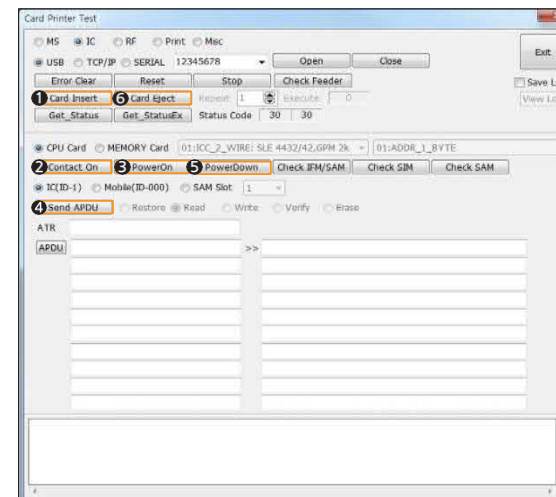 Card Printer Test
MS IC RF Print Misc
USB TCP/IP SERIAL 12345678 Open Close Exit
Error Clear Reset Stop Check Feeder Save L
1 Card Insert 6 Card Eject Repeat 1 Execute 0 View Lo
Get_Status Get_StatusEx Status Code 30 30
CPU Card MEMORY Card 01:ICC_2_WIRE: SLE 4432/42,GPM 2k 01:ADDR_1_BYTE
2 Contact On 3 PowerOn 5 PowerDown Check IFM/SAM Check SIM Check SAM
IC(ID-1) Mobile(ID-000) SAM Slot 1
4 Send APDU Restore Read Write Verify Erase
ATR
APDU >>